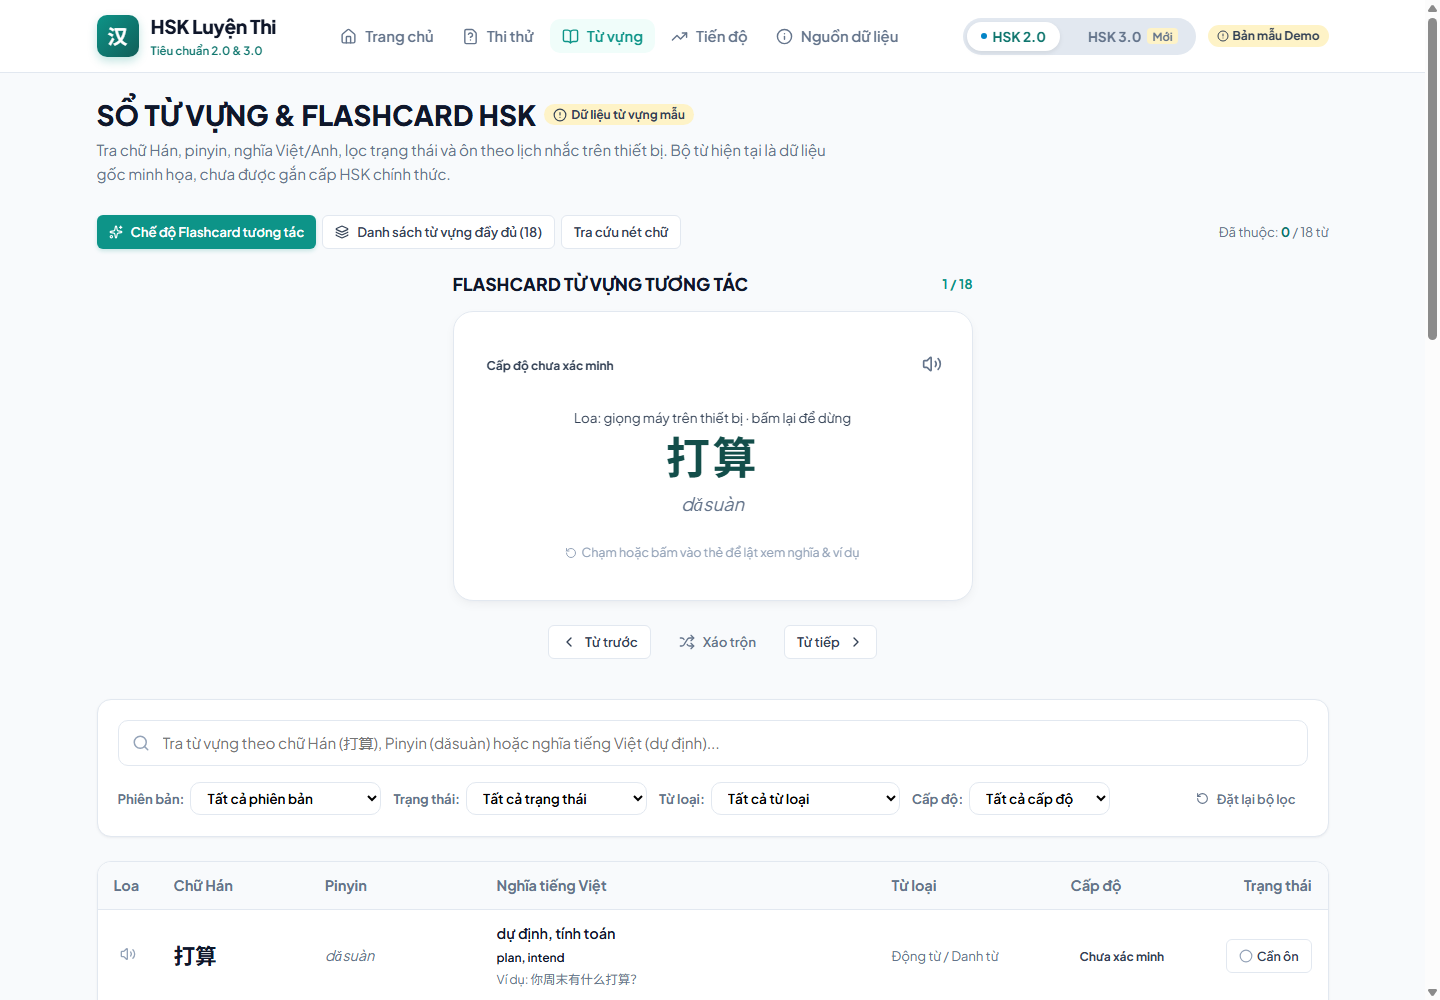 汉
HSK Luyện Thi
Tiêu chuẩn 2.0 & 3.0
Trang chủ
Thi thử
Từ vựng
Tiến độ
Nguồn dữ liệu
HSK 2.0
HSK 3.0 Mới
Bản mẫu Demo
SỔ TỪ VỰNG & FLASHCARD HSK
Dữ liệu từ vựng mẫu
Tra chữ Hán, pinyin, nghĩa Việt/Anh, lọc trạng thái và ôn theo lịch nhắc trên thiết bị. Bộ từ hiện tại là dữ liệu
gốc minh họa, chưa được gắn cấp HSK chính thức.
Chế độ Flashcard tương tác
Danh sách từ vựng đầy đủ (18)
Tra cứu nét chữ
Đã thuộc: 0 / 18 từ
FLASHCARD TỪ VỰNG TƯƠNG TÁC
1 / 18
Cấp độ chưa xác minh
Loa: giọng máy trên thiết bị · bấm lại để dừng
打算
dǎsuàn
Chạm hoặc bấm vào thẻ để lật xem nghĩa & ví dụ
Từ trước
Xáo trộn
Từ tiếp
Tra từ vựng theo chữ Hán (打算), Pinyin (dǎsuàn) hoặc nghĩa tiếng Việt (dự định)...
Phiên bản: Tất cả phiên bản
Trạng thái: Tất cả trạng thái
Từ loại: Tất cả từ loại
Cấp độ: Tất cả cấp độ
Đặt lại bộ lọc
Loa
Chữ Hán
Pinyin
Nghĩa tiếng Việt
Từ loại
Cấp độ
Trạng thái
打算
dǎsuàn
dự định, tính toán
plan, intend
Ví dụ: 你周末有什么打算?
Động từ / Danh từ
Chưa xác minh
Cần ôn